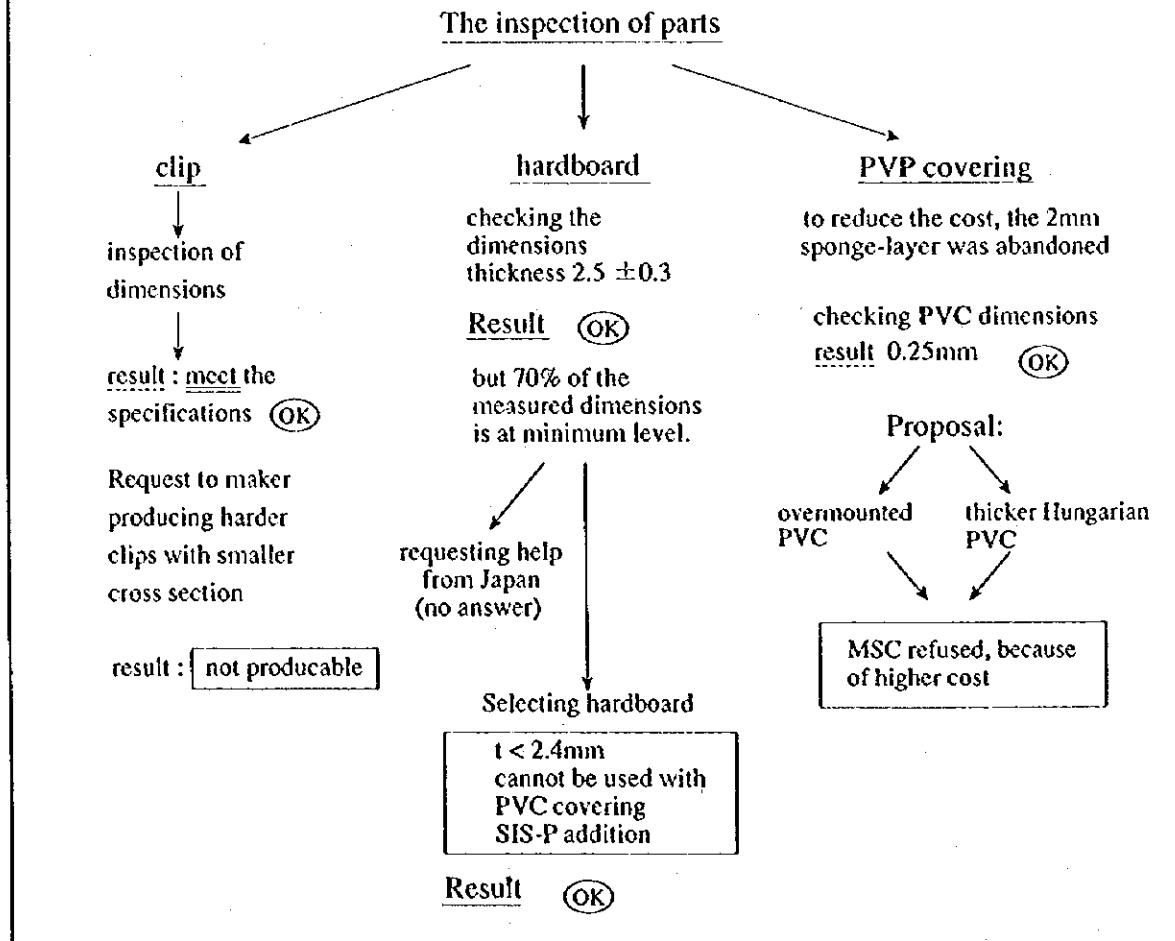 The inspection of parts
clip
inspection of
dimensions
result : meet the
specifications OK
Request to maker
producing harder
clips with smaller
cross section
result : not producable
hardboard
checking the
dimensions
thickness 2.5 ±0.3
Result OK
but 70% of the
measured dimensions
is at minimum level.
requesting help
from Japan
(no answer)
Selecting hardboard
t < 2.4mm
cannot be used with
PVC covering
SIS-P addition
Result OK
PVP covering
to reduce the cost, the 2mm
sponge-layer was abandoned
checking PVC dimensions
result 0.25mm OK
Proposal:
overmounted
PVC
thicker Hungarian
PVC
MSC refused, because
of higher cost